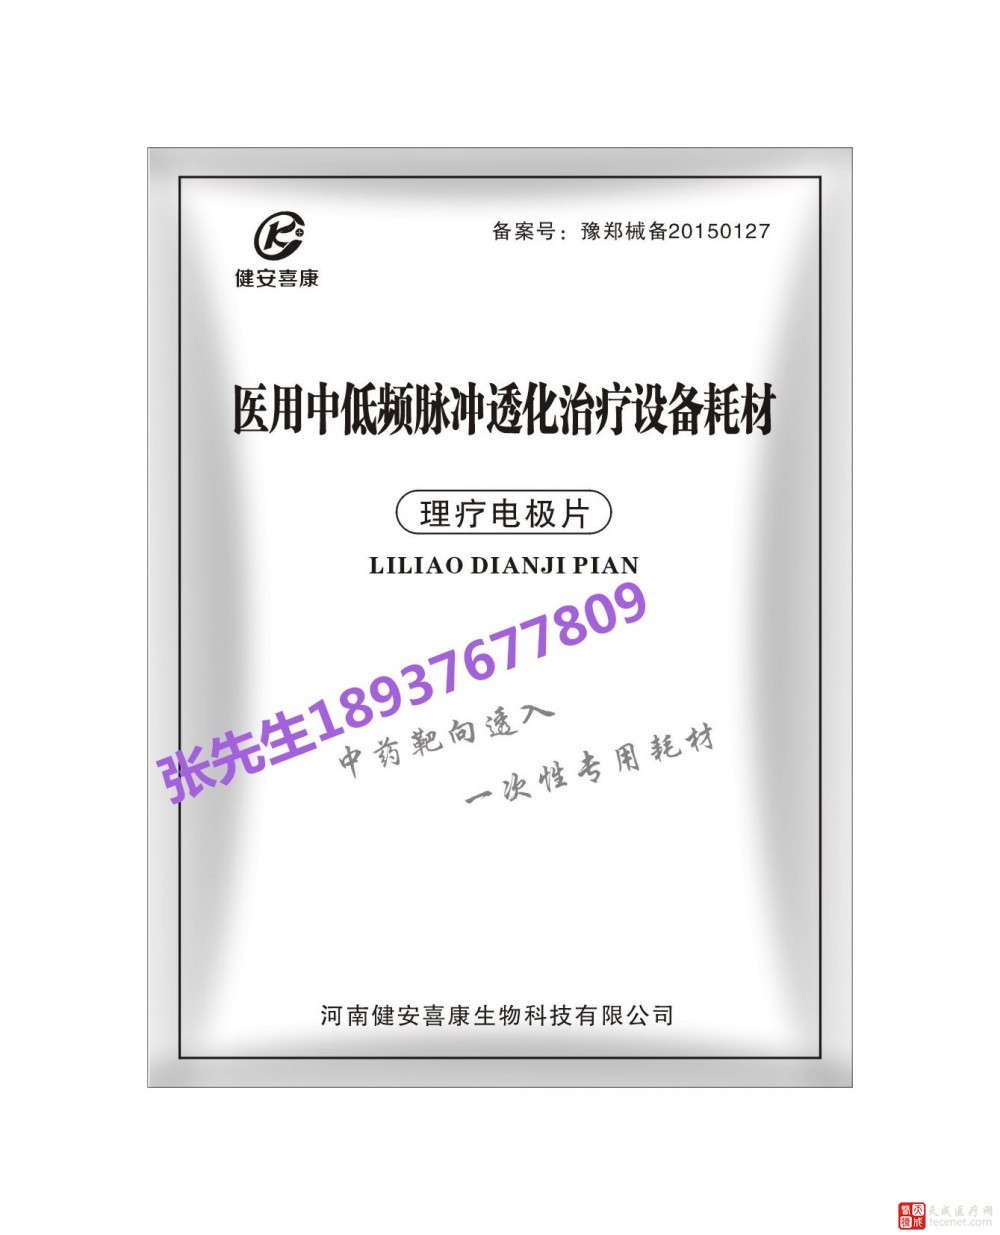 健安喜康
备案号：豫郑械备20150127
医用中低频脉冲透化治疗设备耗材
理疗电极片
LILIAO DIANJI PIAN
张先生18937677809
中药靶向透入
一次性专用耗材
河南健安喜康生物科技有限公司
天成医疗网
tecenet.com